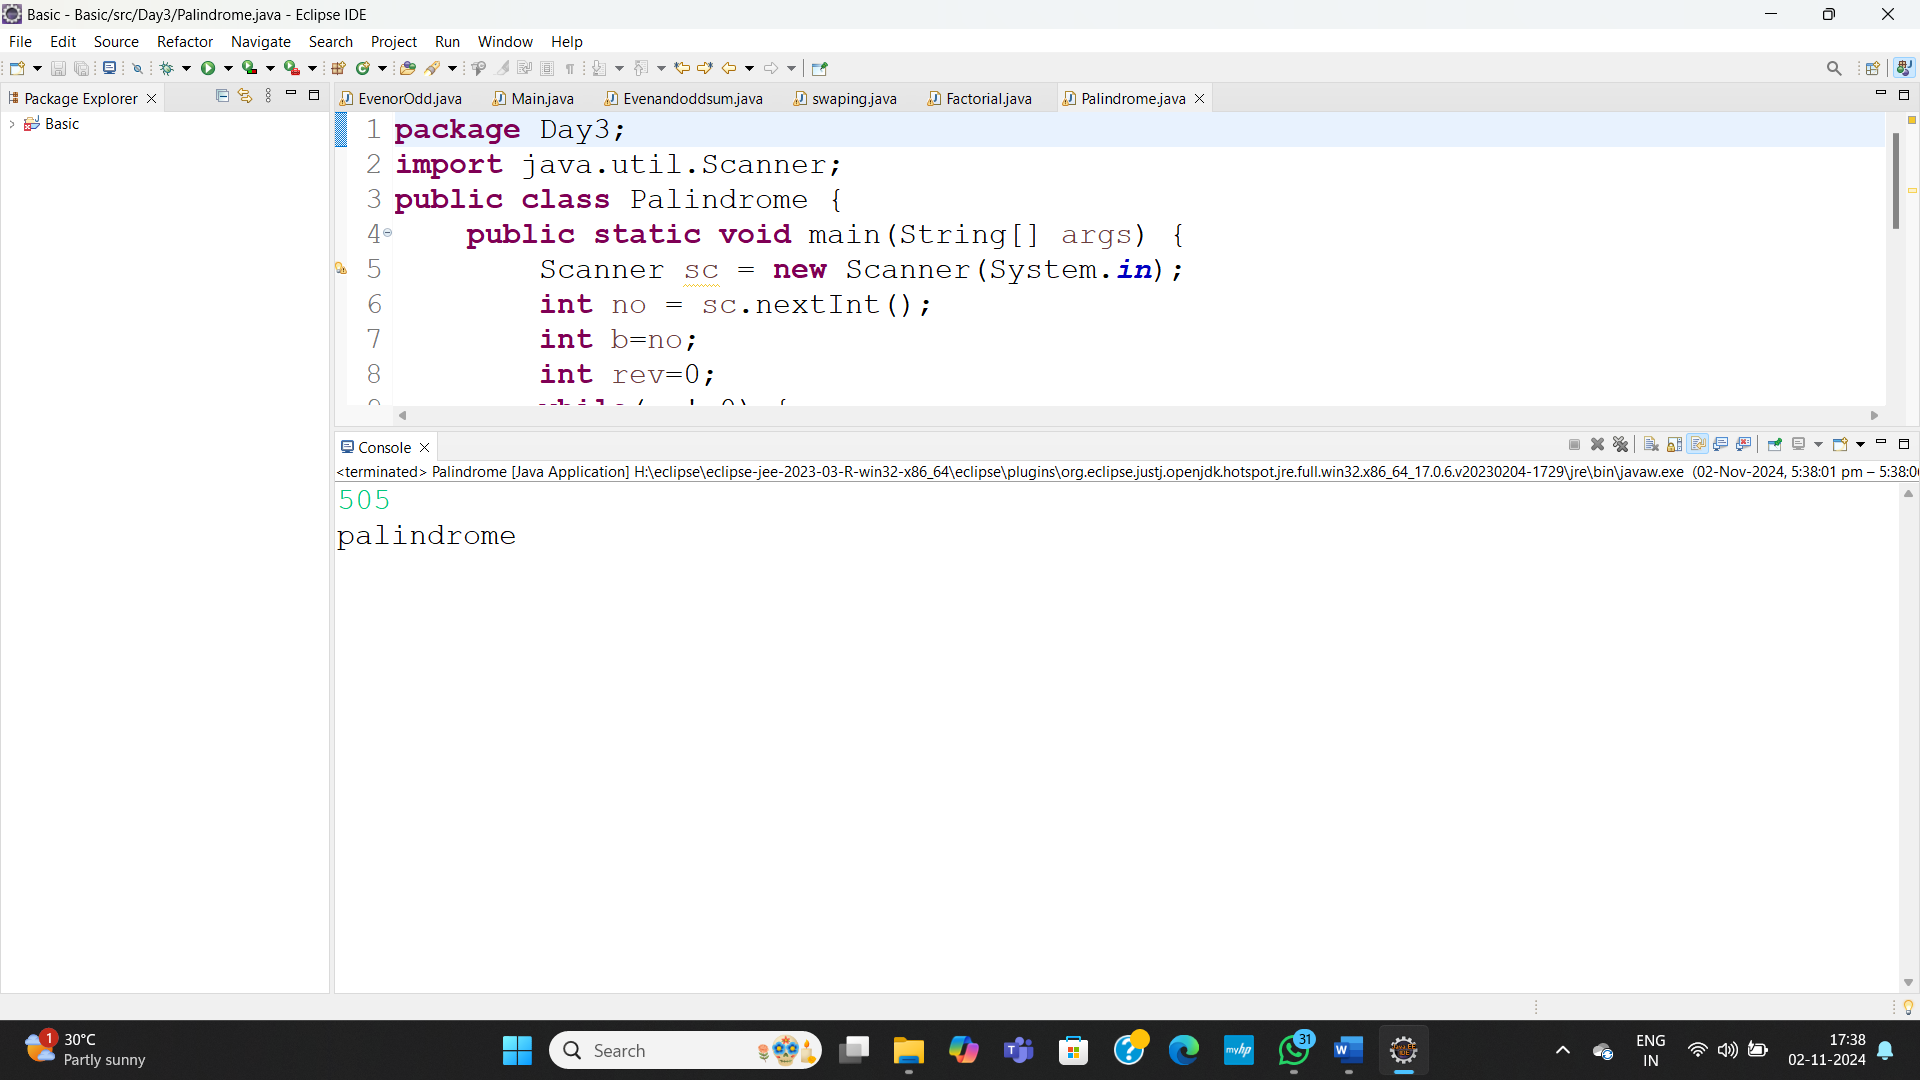 Basic - Basic/src/Day3/Palindrome.java - Eclipse IDE
File Edit Source Refactor Navigate Search Project Run Window Help
Package Explorer
Basic
EvenorOdd.java Main.java Evenandoddsum.java swaping.java Factorial.java Palindrome.java
1 package Day3;
2 import java.util.Scanner;
3 public class Palindrome {
4 public static void main(String[] args) {
5 Scanner sc = new Scanner(System.in);
6 int no = sc.nextInt();
7 int b=no;
8 int rev=0;
Console
<terminated> Palindrome [Java Application] H:\eclipse\eclipse-jee-2023-03-R-win32-x86_64\eclipse\plugins\org.eclipse.justj.openjdk.hotspot.jre.full.win32.x86_64_17.0.6.v20230204-1729\jre\bin\javaw.exe (02-Nov-2024, 5:38:01 pm – 5:38:0
505
palindrome
1
30°C
Partly sunny
Search
myhp
31
ENG
IN
17:38
02-11-2024